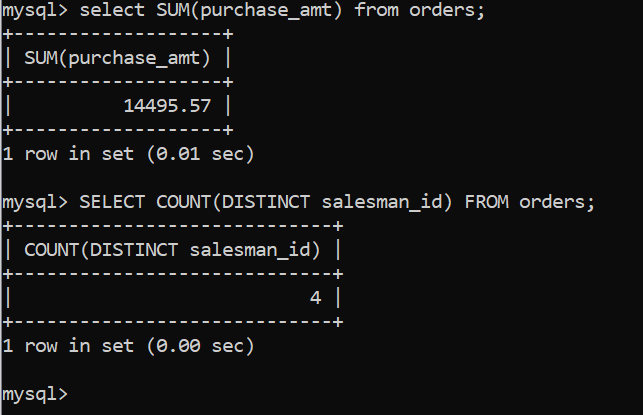 mysql> select SUM(purchase_amt) from orders;
+-------------------+
| SUM(purchase_amt) |
+-------------------+
|          14495.57 |
+-------------------+
1 row in set (0.01 sec)

mysql> SELECT COUNT(DISTINCT salesman_id) FROM orders;
+-----------------------------+
| COUNT(DISTINCT salesman_id) |
+-----------------------------+
|                           4 |
+-----------------------------+
1 row in set (0.00 sec)

mysql>